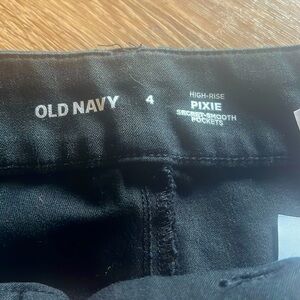 OLD NAVY 4
HIGH-RISE
PIXIE
SECRET-SMOOTH
POCKETS